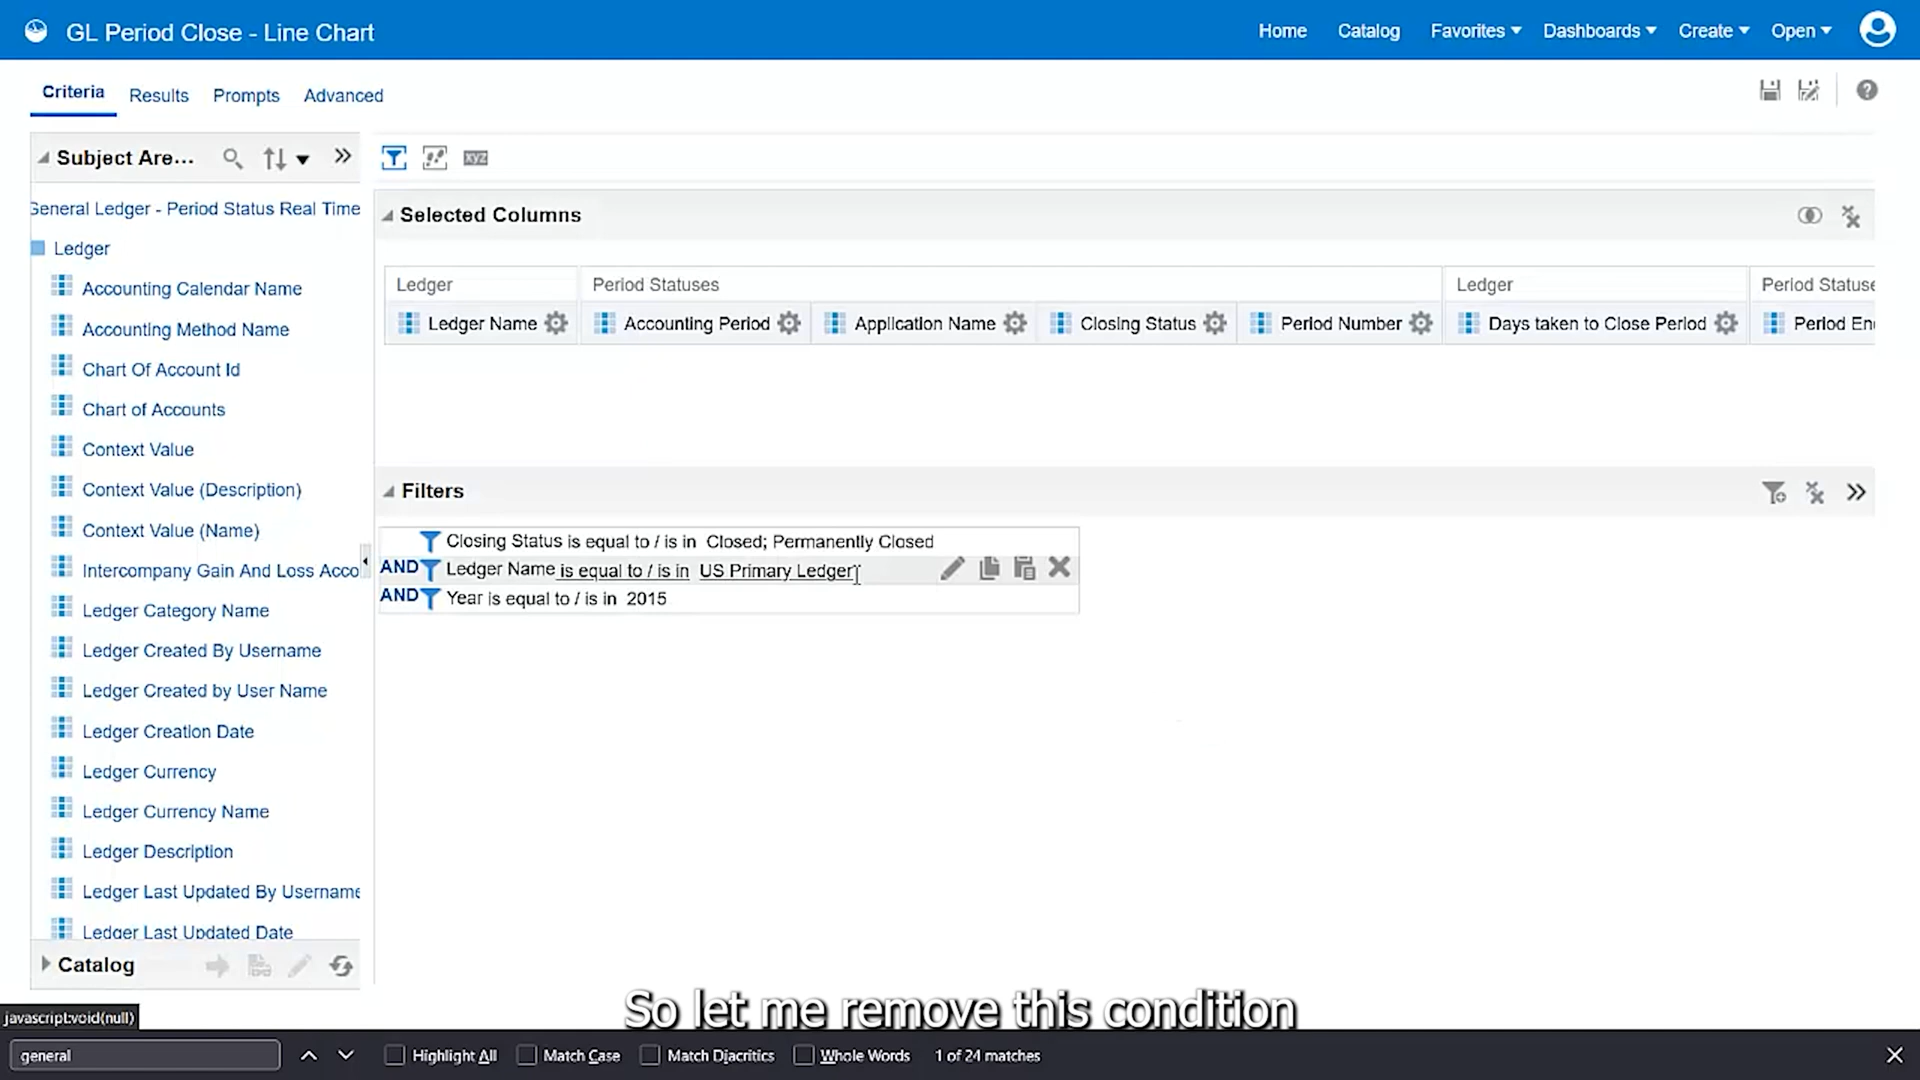 GL Period Close - Line Chart
Home Catalog Favorites Dashboards Create Open
Criteria Results Prompts Advanced
Subject Are...
xyz
General Ledger - Period Status Real Time
Ledger
Accounting Calendar Name
Accounting Method Name
Chart Of Account Id
Chart of Accounts
Context Value
Context Value (Description)
Context Value (Name)
Intercompany Gain And Loss Acco
Ledger Category Name
Ledger Created By Username
Ledger Created by User Name
Ledger Creation Date
Ledger Currency
Ledger Currency Name
Ledger Description
Ledger Last Updated By Username
Ledger Last Updated Date
Catalog
Selected Columns
Ledger Period Statuses Ledger Period Statuse
Ledger Name Accounting Period Application Name Closing Status Period Number Days taken to Close Period Period En
Filters
Closing Status is equal to / is in Closed; Permanently Closed
AND Ledger Name is equal to / is in US Primary Ledger
AND Year is equal to / is in 2015
So let me remove this condition
javascript:void(null)
general Highlight All Match Case Match Diacritics Whole Words 1 of 24 matches